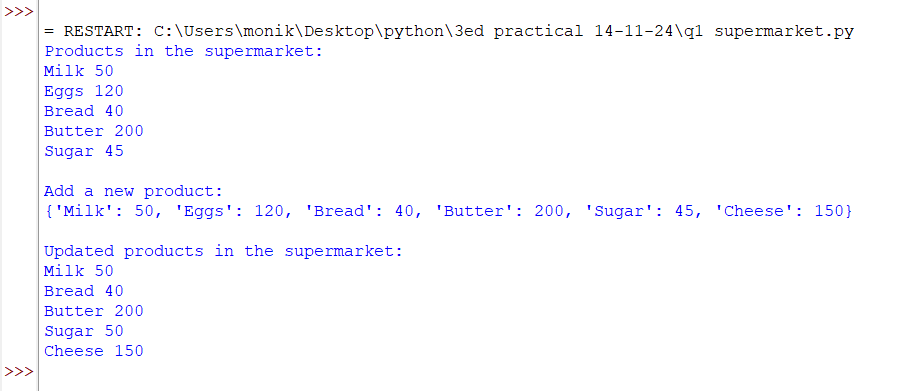 >>>
= RESTART: C:\Users\monik\Desktop\python\3ed practical 14-11-24\q1 supermarket.py
Products in the supermarket:
Milk 50
Eggs 120
Bread 40
Butter 200
Sugar 45
Add a new product:
{'Milk': 50, 'Eggs': 120, 'Bread': 40, 'Butter': 200, 'Sugar': 45, 'Cheese': 150}
Updated products in the supermarket:
Milk 50
Bread 40
Butter 200
Sugar 50
Cheese 150
>>>